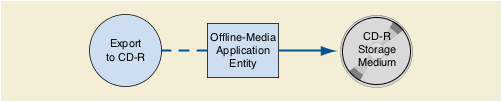 Export
to CD-R
Offline-Media
Application
Entity
CD-R
Storage
Medium